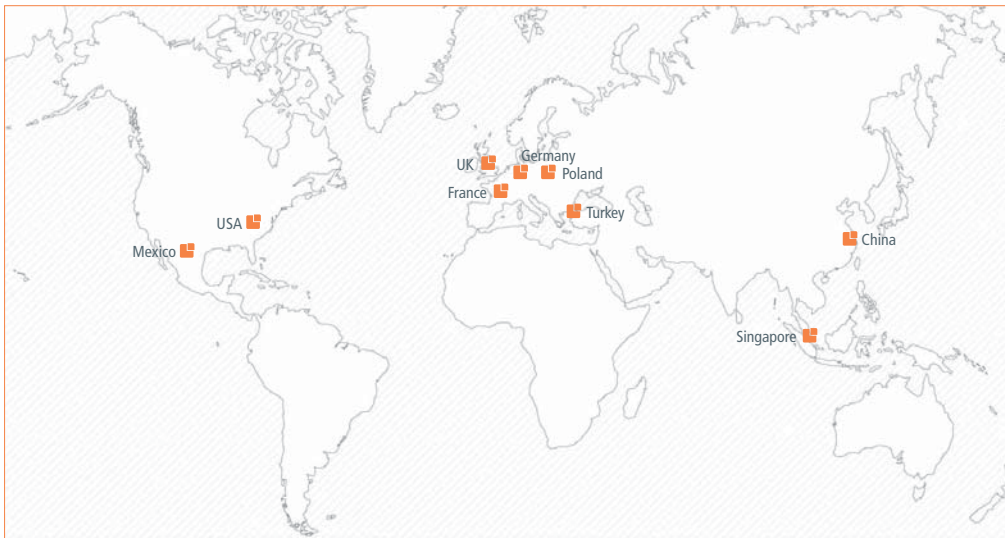 UK
Germany
Poland
France
Turkey
USA
Mexico
China
Singapore